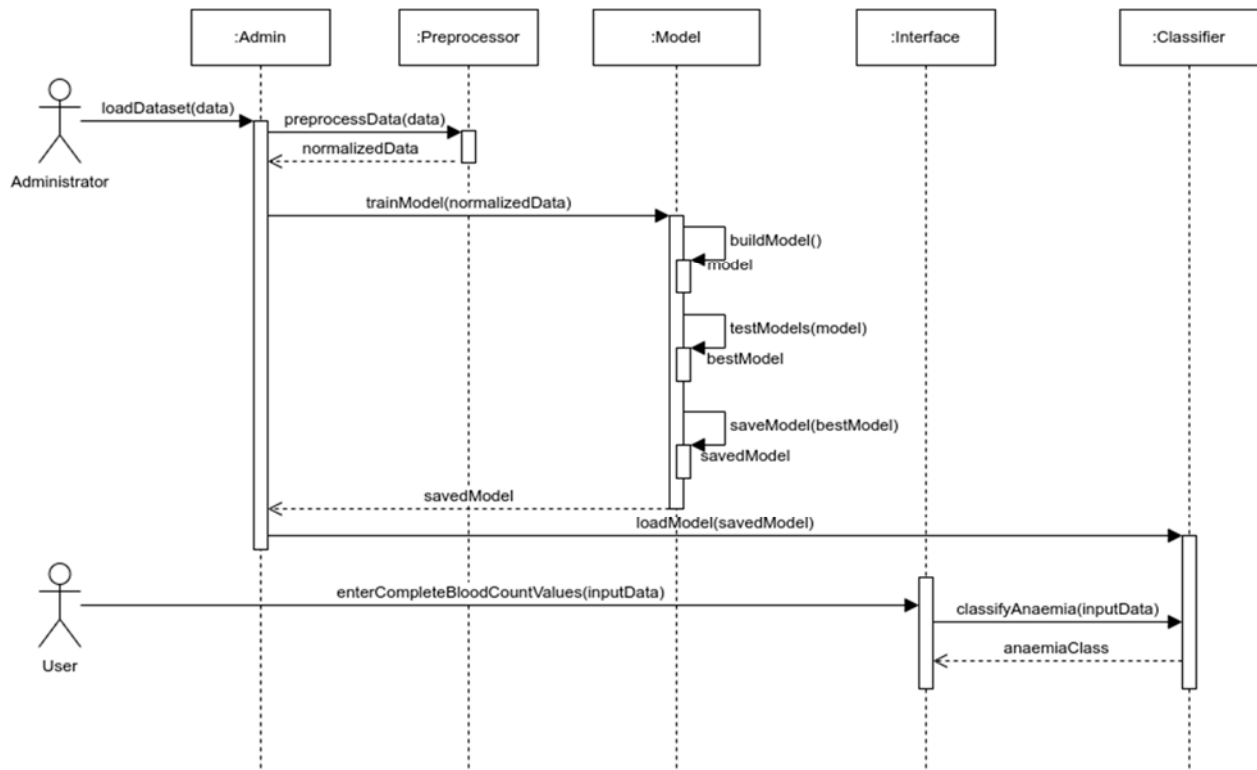 :Admin
:Preprocessor
:Model
:Interface
:Classifier
loadDataset(data)
preprocessData(data)
normalizedData
Administrator
trainModel(normalizedData)
buildModel()
model
testModels(model)
bestModel
saveModel(bestModel)
savedModel
savedModel
loadModel(savedModel)
enterCompleteBloodCountValues(inputData)
classifyAnaemia(inputData)
anaemiaClass
User